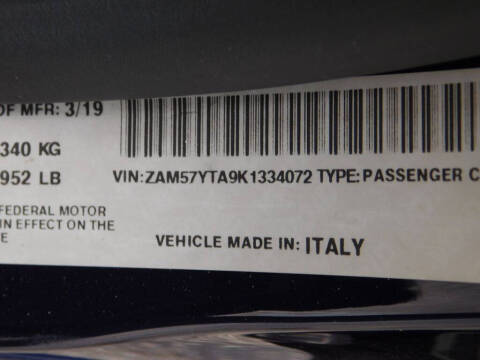 OF MFR: 3/19
340 KG
952 LB
VIN:ZAM57YTA9K1334072 TYPE:PASSENGER C
FEDERAL MOTOR
IN EFFECT ON THE
E
VEHICLE MADE IN: ITALY